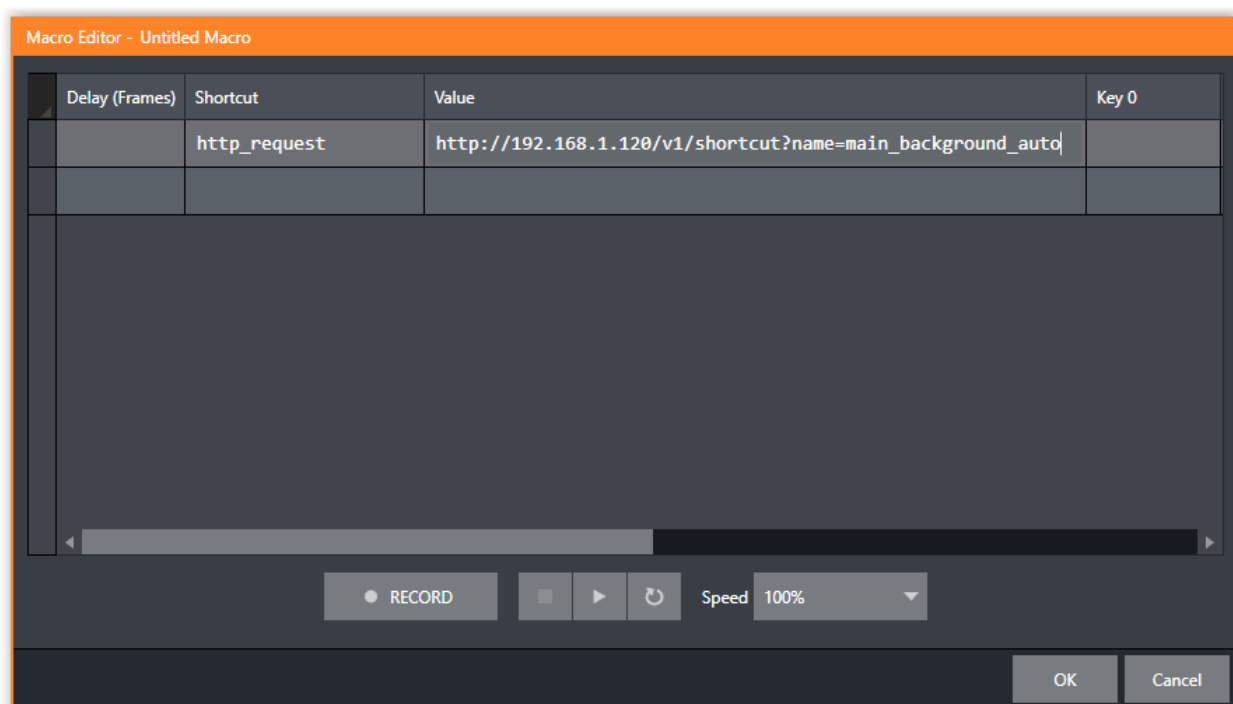 Macro Editor - Untitled Macro
Delay (Frames) Shortcut Value Key 0
http_request http://192.168.1.120/v1/shortcut?name=main_background_auto
RECORD Speed 100%
OK Cancel